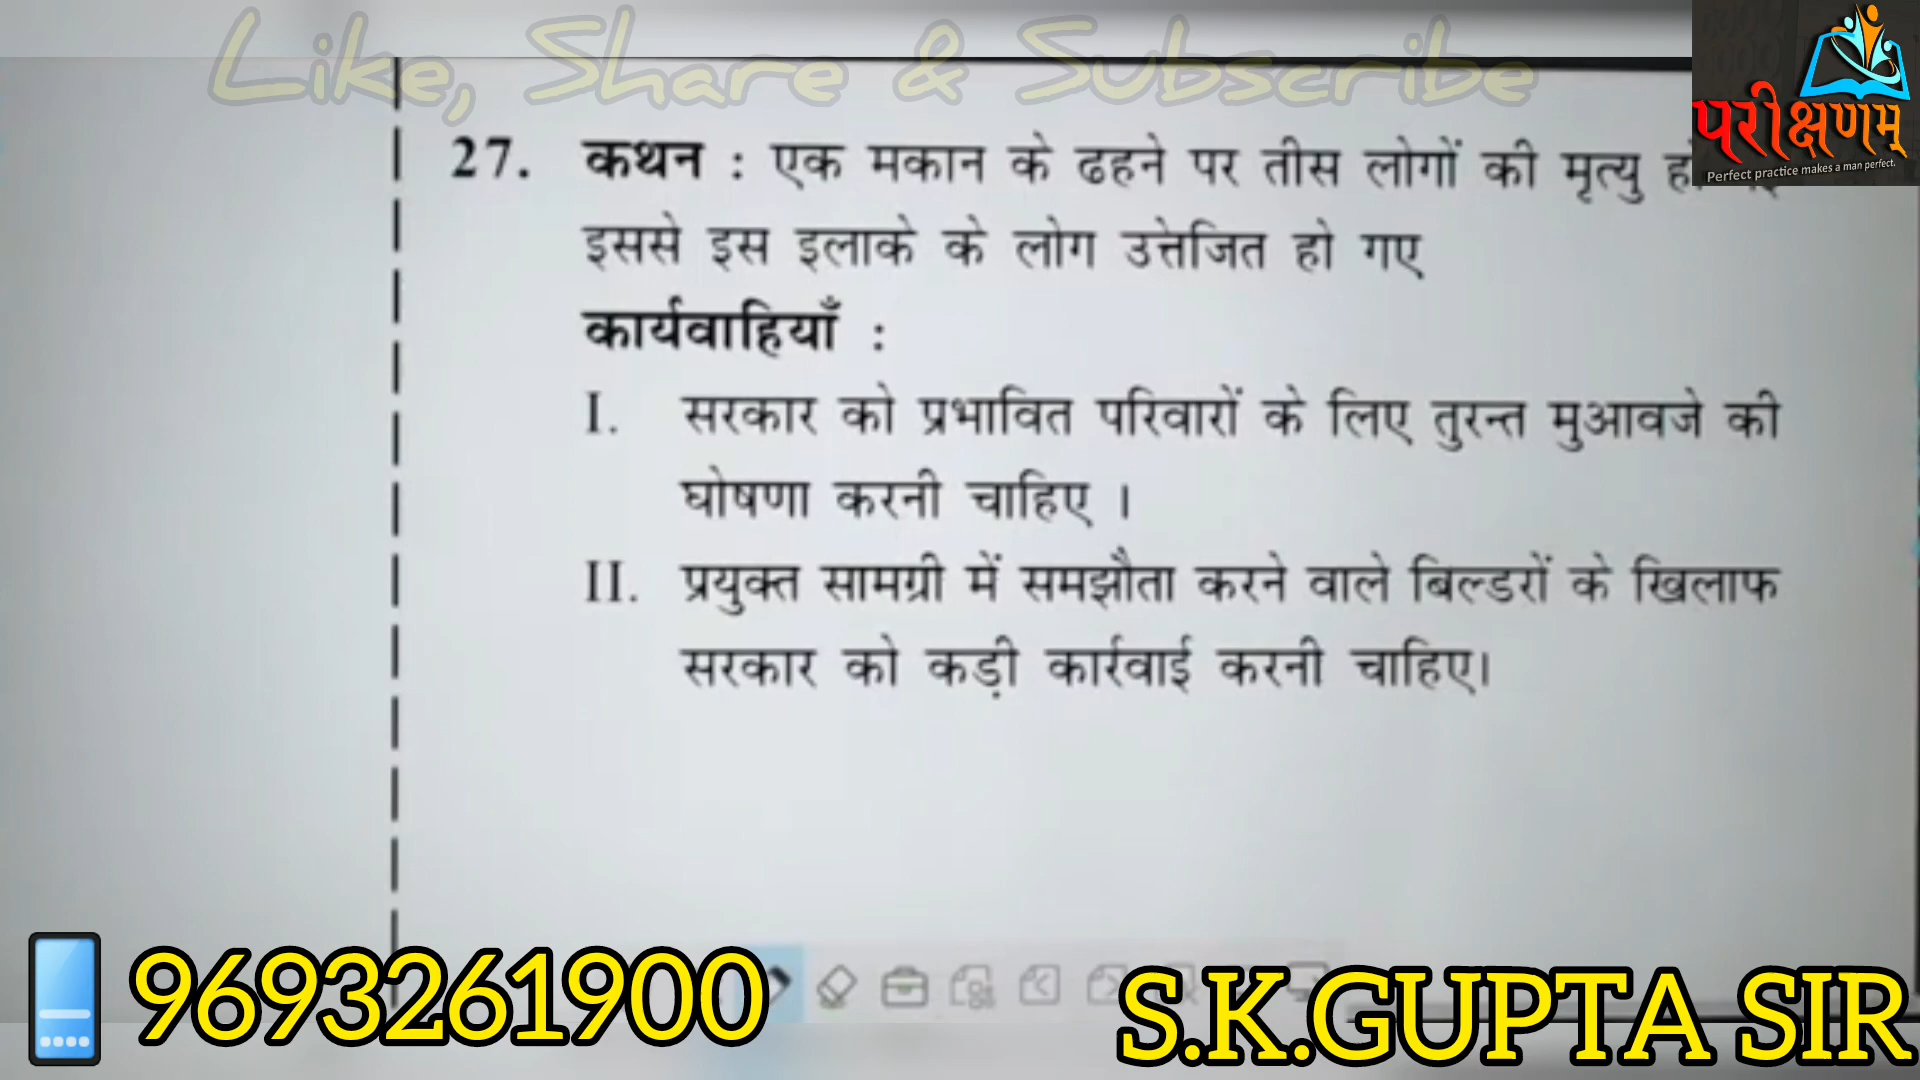 Like, Share & Subscribe
परीक्षणम्
Perfect practice makes a man perfect.
27. कथन : एक मकान के ढहने पर तीस लोगों की मृत्यु
इससे इस इलाके के लोग उत्तेजित हो गए
कार्यवाहियाँ :
I. सरकार को प्रभावित परिवारों के लिए तुरन्त मुआवजे की
घोषणा करनी चाहिए ।
II. प्रयुक्त सामग्री में समझौता करने वाले बिल्डरों के खिलाफ
सरकार को कड़ी कार्रवाई करनी चाहिए।
9693261900
S.K.GUPTA SIR